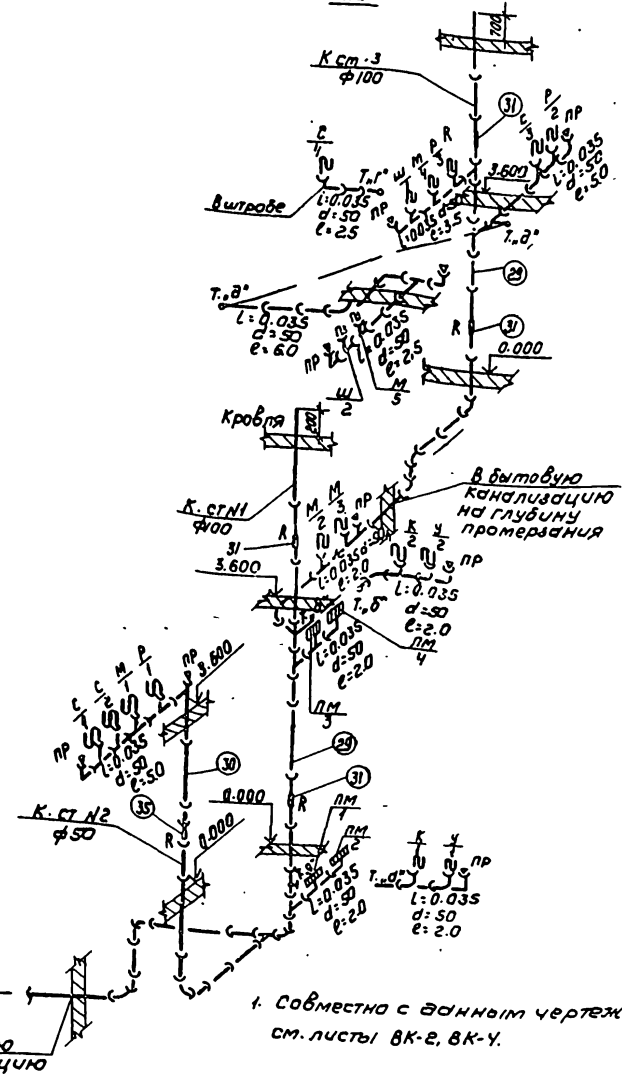 700
К ст·3
Ф100
31
С/3
Р/2
ПР
С/1
Т.„г"
В штробе
i=0.035
d=50
ℓ=2.5
ПР
Ш
М/4
Р/3
R
i=0.035
d=50
ℓ=3.5
3.600
i=0.035
d=50
ℓ=5.0
Т.„д"
29
Т.„д"
i=0.035
d=50
ℓ=6.0
R
31
0.000
i=0.035
d=50
ℓ=2.5
ПР
Ш/2
М/5
Кровля
В бытовую
канализацию
на глубину
промерзания
К. ст N1
Ф100
R
31
М/2
М/3
ПР
i=0.035
d=50
ℓ=2.0
3.600
К/2
У/2
ПР
i=0.035
d=50
ℓ=2.0
Т.„б"
i=0.035
d=50
ℓ=2.0
ПМ/4
ПМ/3
С/1
С/2
М/1
Р/1
ПР
3.600
ПР
i=0.035
d=50
ℓ=5.0
30
29
35
31
R
0.000
К. ст N2
Ф50
R
0.000
ПМ/1
ПМ/2
i=0.035
d=50
ℓ=2.0
К
У
ПР
Т.„а"
i=0.035
d=50
ℓ=2.0
1. Совместно с данным чертеж
см. листы ВК-2, ВК-4.
ю
цию